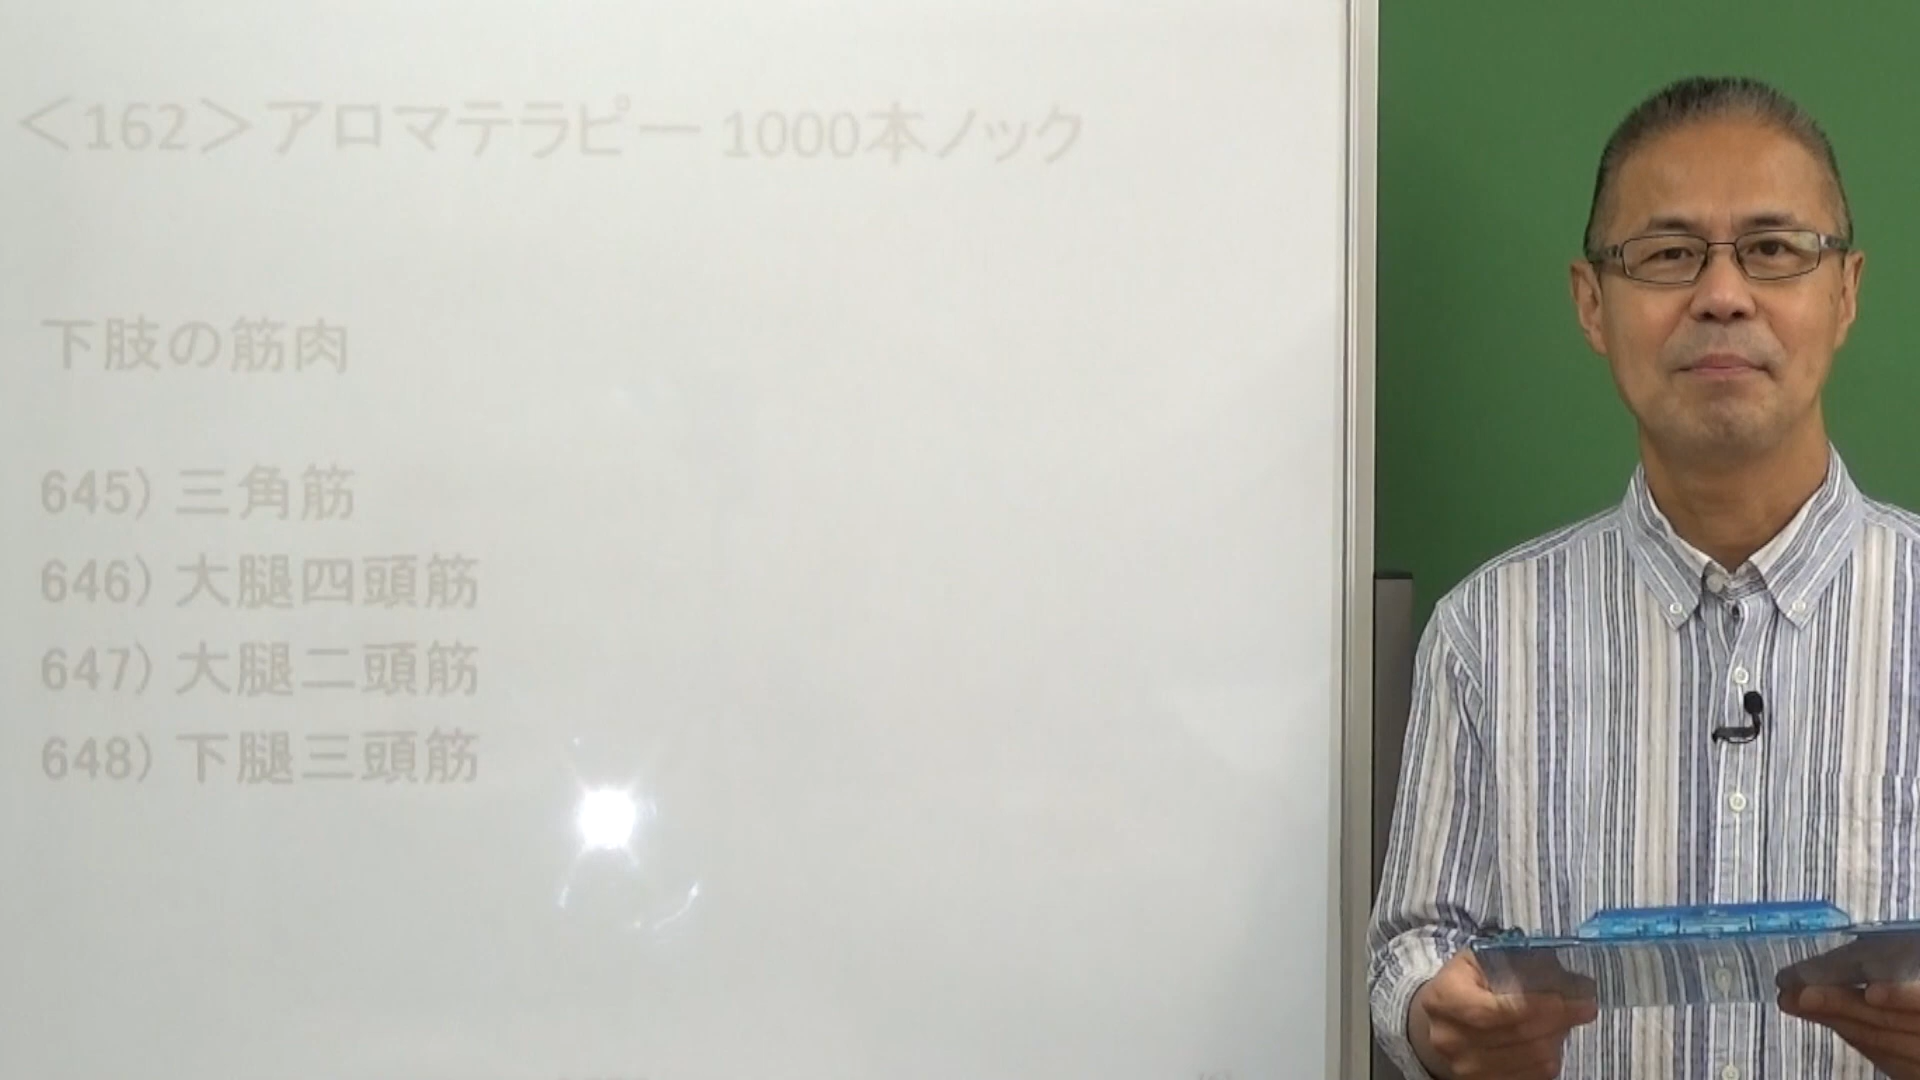 ＜162＞アロマテラピー 1000本ノック
下肢の筋肉
645) 三角筋
646) 大腿四頭筋
647) 大腿二頭筋
648) 下腿三頭筋